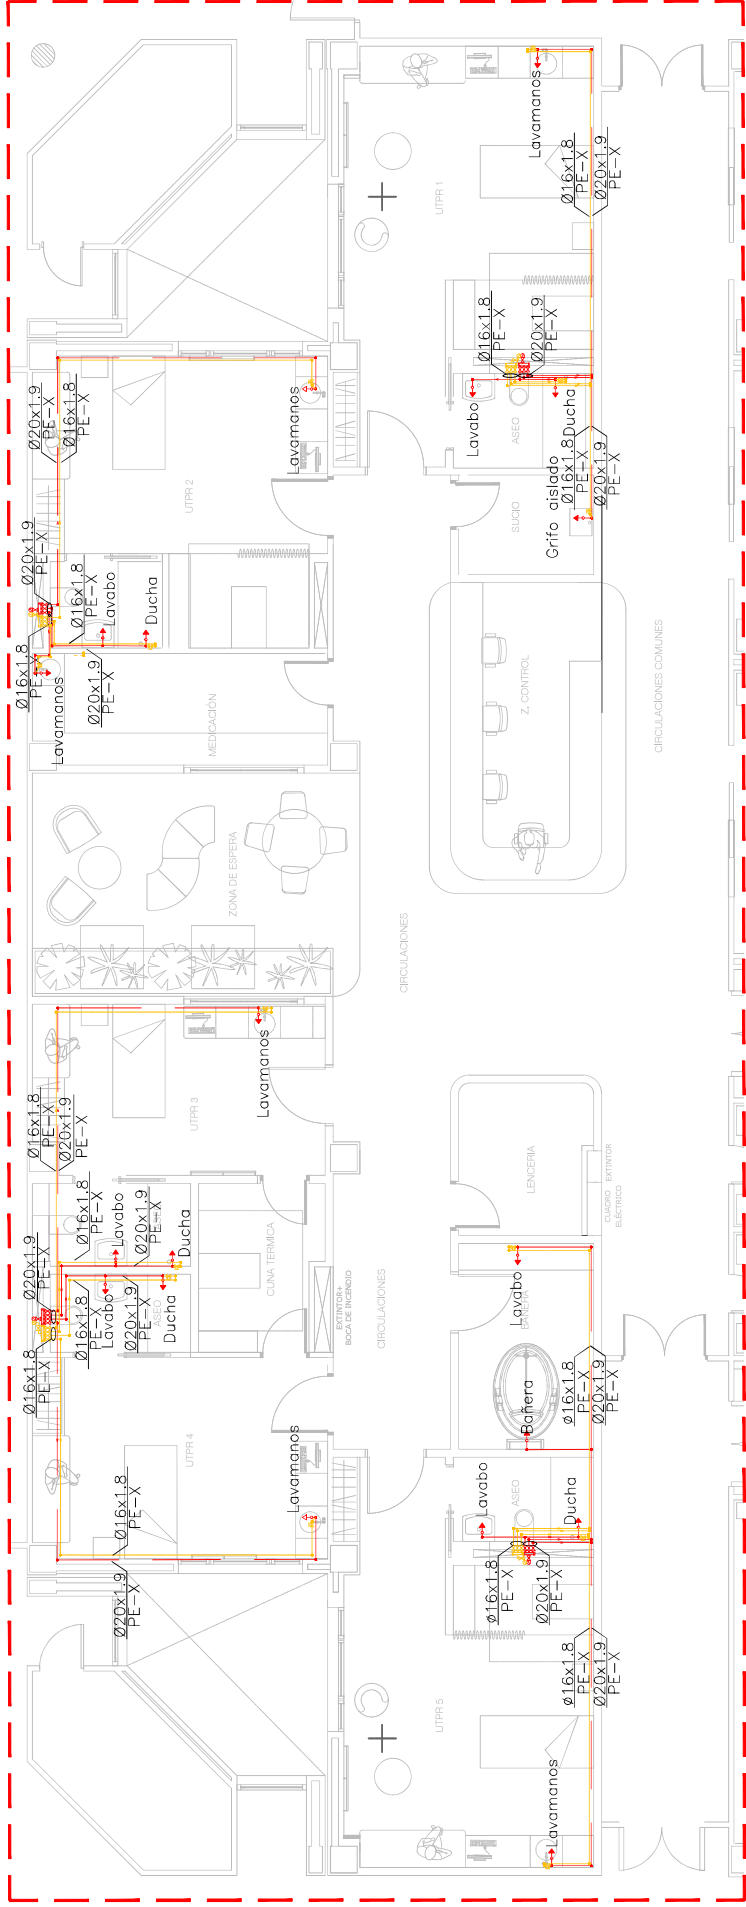 Lavamanos
Ø16x1.8
PE-X
Ø20x1.9
PE-X
UTPR 1
Ø16x1.8
PE-X
Ø20x1.9
PE-X
Lavabo
ASEO
Ducha
Ø16x1.8
PE-X
Ø20x1.9
PE-X
Grifo aislado
SUCIO
Ø20x1.9
PE-X
Ø16x1.8
PE-X
Lavamanos
UTPR 2
Ø20x1.9
PE-X
Ø16x1.8
PE-X
Lavabo
Ducha
Ø16x1.8
PE-X
Lavamanos
Ø20x1.9
PE-X
MEDICACIÓN
Z. CONTROL
CIRCULACIONES COMUNES
ZONA DE ESPERA
CIRCULACIONES
Lavamanos
Ø16x1.8
PE-X
Ø20x1.9
PE-X
UTPR 3
LENCERIA
CUADRO
ELÉCTRICO
EXTINTOR
Ø16x1.8
PE-X
Lavabo
Ø20x1.9
PE-X
Ducha
Ø20x1.9
PE-X
CUNA TERMICA
EXTINTOR+
BOCA DE INCENDIO
CIRCULACIONES
Ø16x1.8
PE-X
Lavabo
Ø20x1.9
PE-X
ASEO
Ducha
Ø16x1.8
PE-X
Lavabo
BAÑERA
Bañera
Ø16x1.8
PE-X
Ø20x1.9
PE-X
UTPR 4
Lavamanos
Ø16x1.8
PE-X
Ø20x1.9
PE-X
Lavabo
ASEO
Ducha
Ø16x1.8
PE-X
Ø20x1.9
PE-X
Ø16x1.8
PE-X
Ø20x1.9
PE-X
UTPR 5
Lavamanos